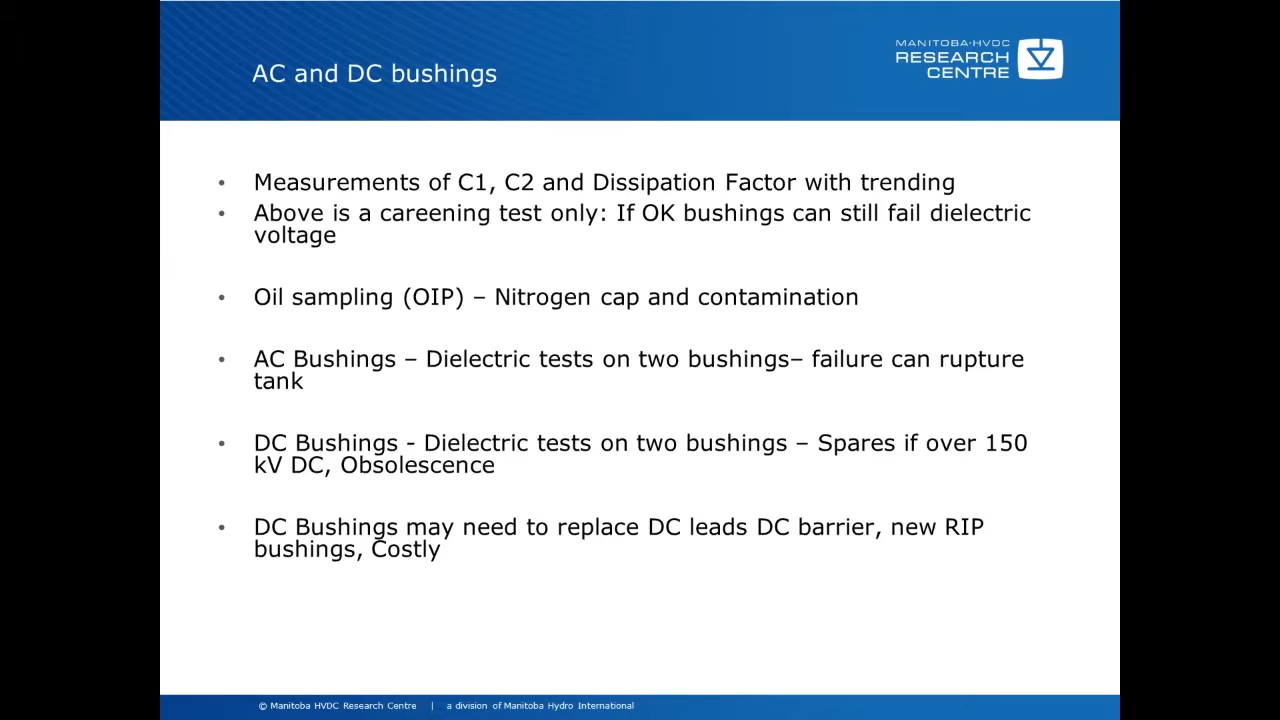 AC and DC bushings
MANITOBA·HVDC
RESEARCH
CENTRE
• Measurements of C1, C2 and Dissipation Factor with trending
• Above is a careening test only: If OK bushings can still fail dielectric
voltage
• Oil sampling (OIP) – Nitrogen cap and contamination
• AC Bushings – Dielectric tests on two bushings– failure can rupture
tank
• DC Bushings - Dielectric tests on two bushings – Spares if over 150
kV DC, Obsolescence
• DC Bushings may need to replace DC leads DC barrier, new RIP
bushings, Costly
© Manitoba HVDC Research Centre | a division of Manitoba Hydro International